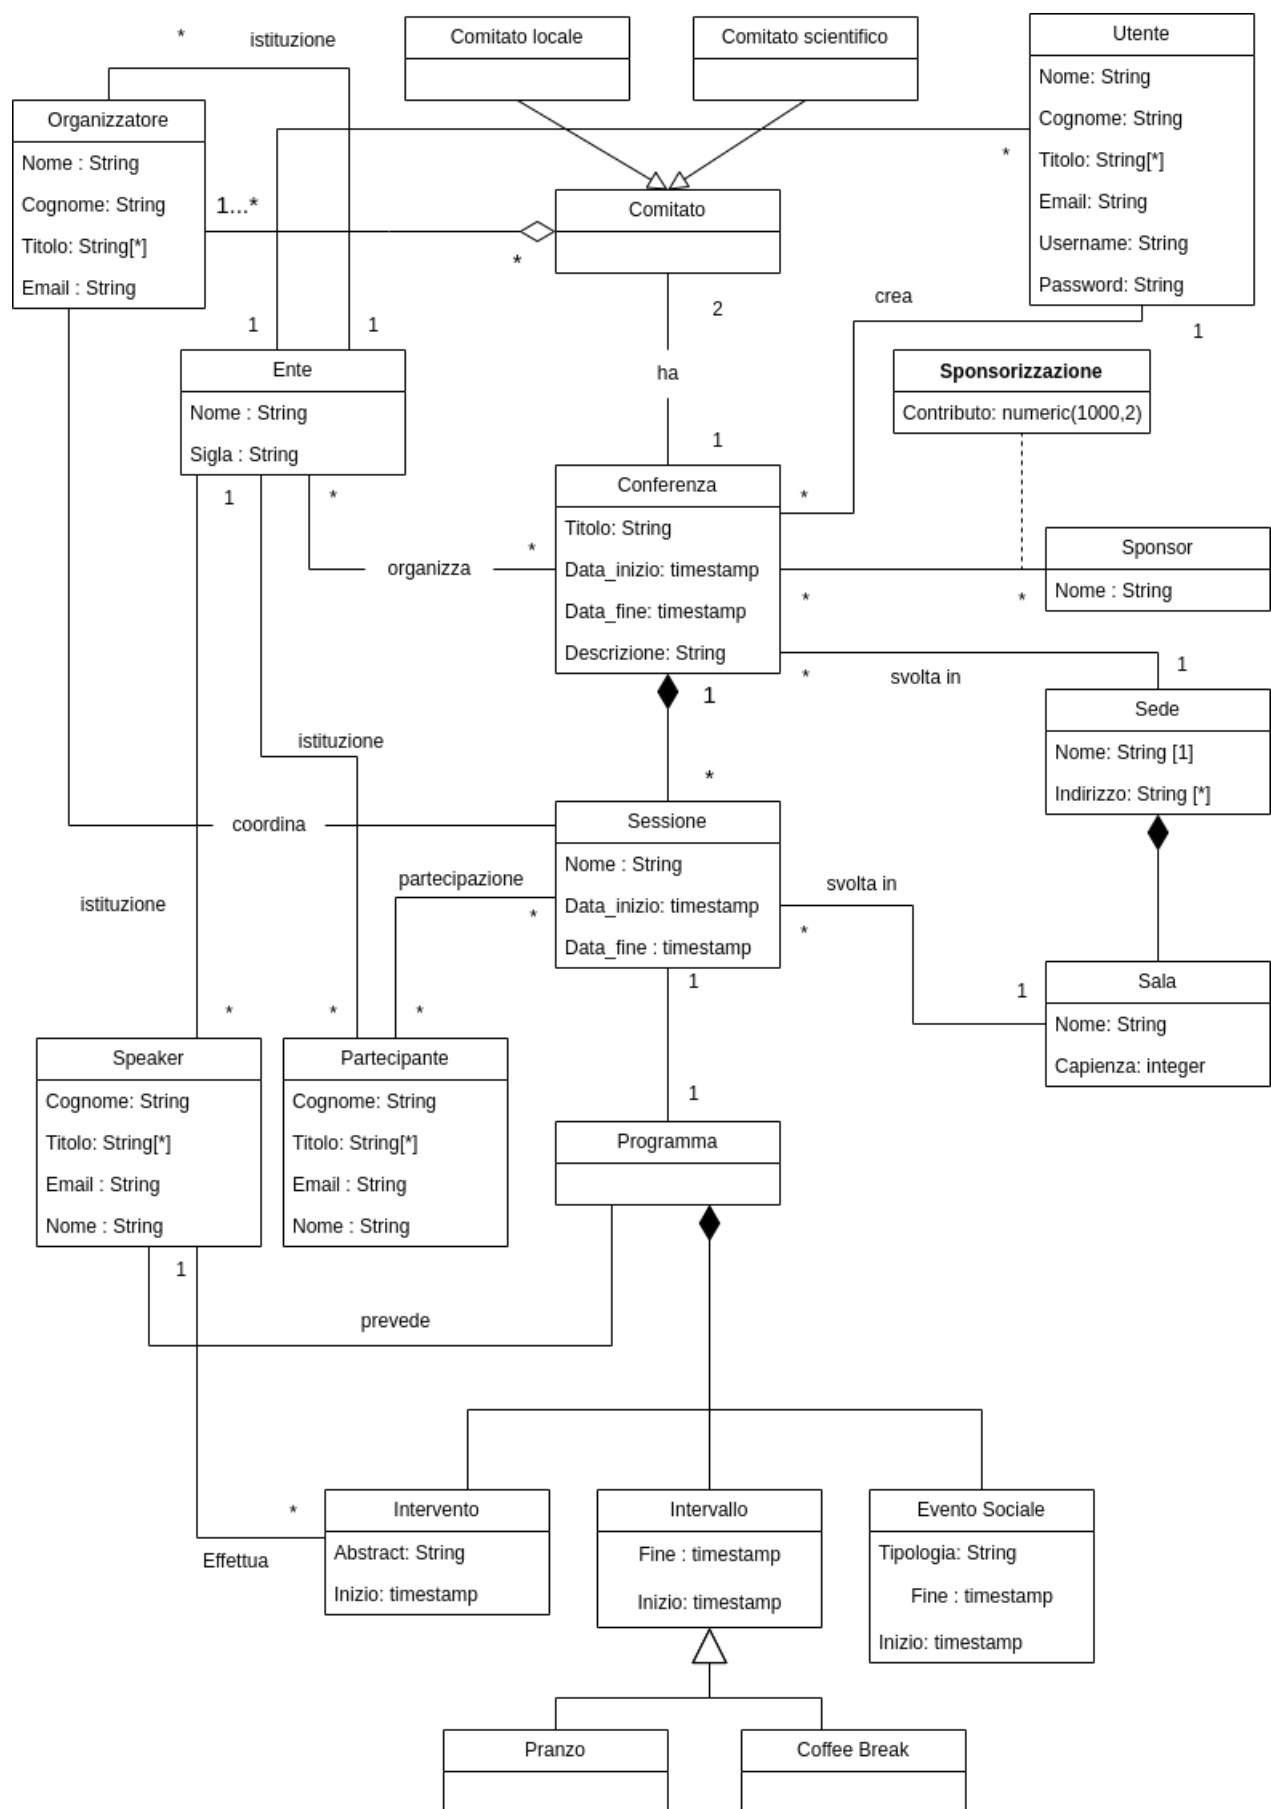 *
istituzione
Comitato locale
Comitato scientifico
Utente
Nome: String
Cognome: String
Titolo: String[*]
Email: String
Username: String
Password: String
Organizzatore
Nome : String
Cognome: String
Titolo: String[*]
Email : String
1...*
*
Comitato
*
2
crea
1
1
1
ha
1
Ente
Nome : String
Sigla : String
Sponsorizzazione
Contributo: numeric(1000,2)
1
*
Conferenza
Titolo: String
Data_inizio: timestamp
Data_fine: timestamp
Descrizione: String
*
*
organizza
*
*
Sponsor
Nome : String
*
svolta in
1
1
Sede
Nome: String [1]
Indirizzo: String [*]
istituzione
*
coordina
Sessione
Nome : String
Data_inizio: timestamp
Data_fine : timestamp
partecipazione
*
svolta in
*
istituzione
1
1
Sala
Nome: String
Capienza: integer
*
*
*
Speaker
Cognome: String
Titolo: String[*]
Email : String
Nome : String
Partecipante
Cognome: String
Titolo: String[*]
Email : String
Nome : String
1
Programma
1
prevede
*
Effettua
Intervento
Abstract: String
Inizio: timestamp
Intervallo
Fine : timestamp
Inizio: timestamp
Evento Sociale
Tipologia: String
Fine : timestamp
Inizio: timestamp
Pranzo
Coffee Break